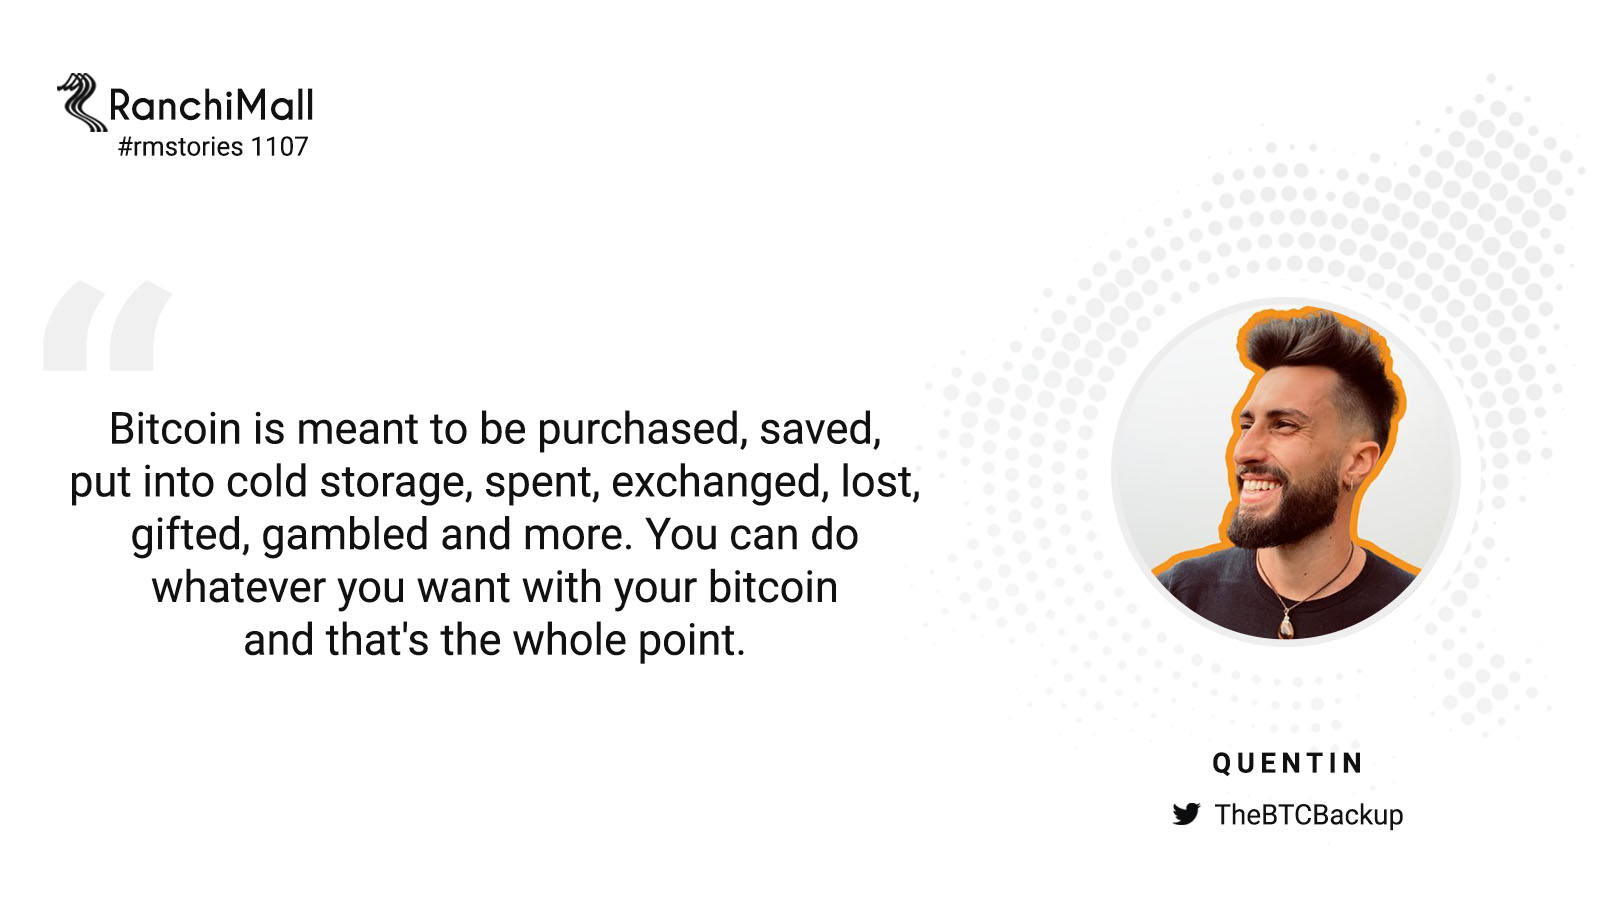 RanchiMall
#rmstories 1107
Bitcoin is meant to be purchased, saved,
put into cold storage, spent, exchanged, lost,
gifted, gambled and more. You can do
whatever you want with your bitcoin
and that's the whole point.
QUENTIN
TheBTCBackup